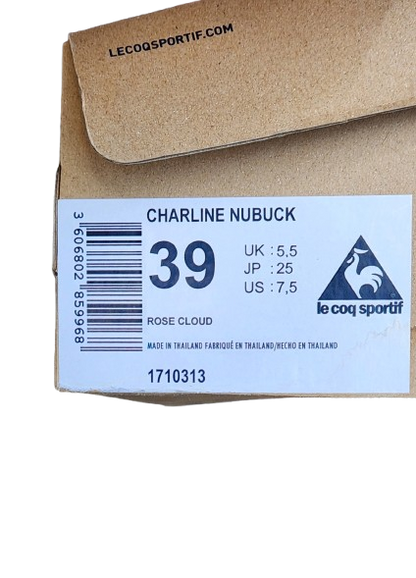 LECOQSPORTIF.COM
CHARLINE NUBUCK
39
UK : 5.5
JP : 25
US : 7,5
le coq sportif
ROSE CLOUD
MADE IN THAILAND FABRIQUÉ EN THAILAND/HECHO EN THAILAND
1710313
3 606802 859968